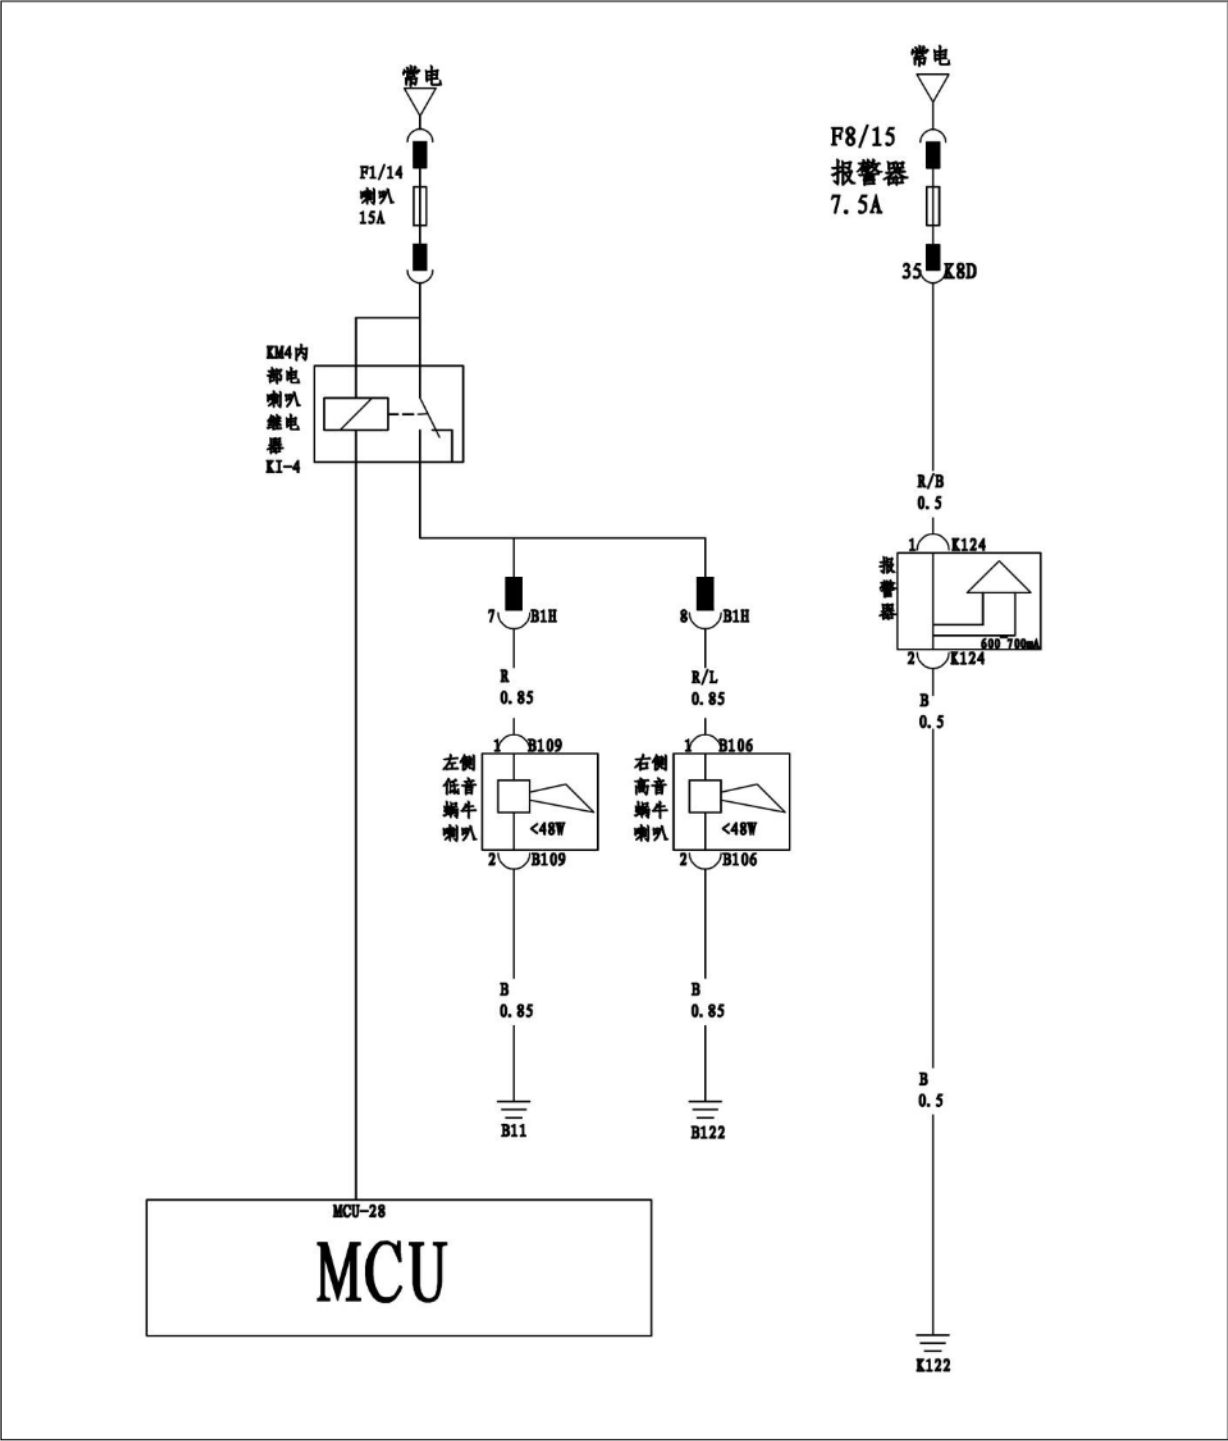 常电
F1/14
喇叭
15A
KM4内
部电
喇叭
继电
器
KI-4
7 B1H
8 B1H
R
0.85
R/L
0.85
1 B109
1 B106
左侧
低音
蜗牛
喇叭
<48W
右侧
高音
蜗牛
喇叭
<48W
2 B109
2 B106
B
0.85
B
0.85
B11
B122
MCU-28
MCU
常电
F8/15
报警器
7.5A
35 K8D
R/B
0.5
1 K124
报
警
器
600~700mA
2 K124
B
0.5
B
0.5
K122